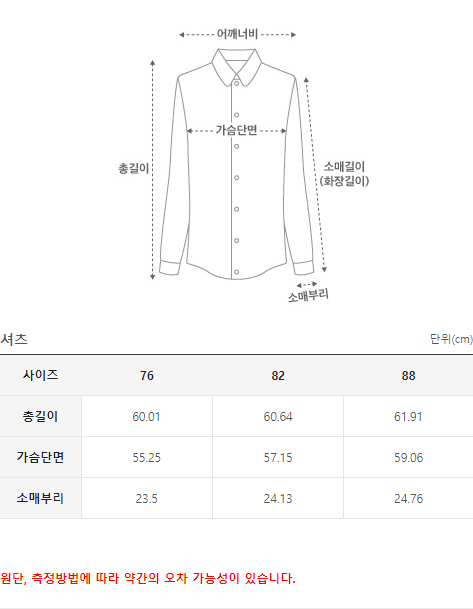 어깨너비
가슴단면
총길이
소매길이
(화장길이)
소매부리
셔츠 단위(cm)
사이즈 76 82 88
총길이 60.01 60.64 61.91
가슴단면 55.25 57.15 59.06
소매부리 23.5 24.13 24.76
원단, 측정방법에 따라 약간의 오차 가능성이 있습니다.